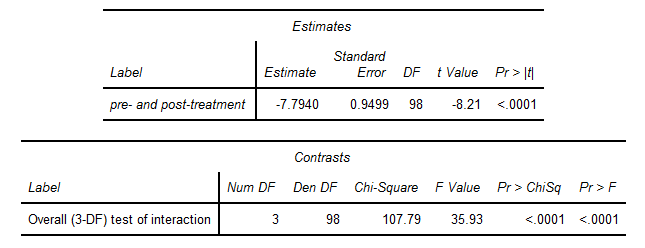 Estimates
Label Estimate Standard Error DF t Value Pr > |t|
pre- and post-treatment -7.7940 0.9499 98 -8.21 <.0001
Contrasts
Label Num DF Den DF Chi-Square F Value Pr > ChiSq Pr > F
Overall (3-DF) test of interaction 3 98 107.79 35.93 <.0001 <.0001